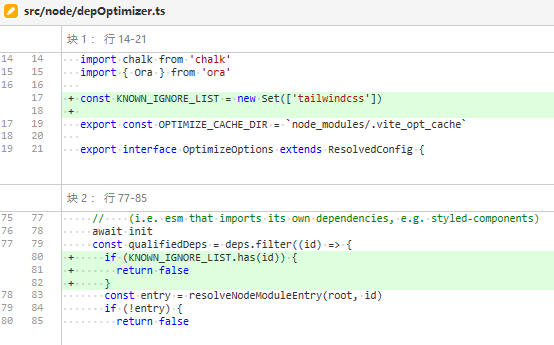 src/node/depOptimizer.ts
块 1： 行 14-21
14 14 import chalk from 'chalk'
15 15 import { Ora } from 'ora'
16 16
17 + const KNOWN_IGNORE_LIST = new Set(['tailwindcss'])
18 +
17 19 export const OPTIMIZE_CACHE_DIR = `node_modules/.vite_opt_cache`
18 20
19 21 export interface OptimizeOptions extends ResolvedConfig {
块 2： 行 77-85
75 77 // (i.e. esm that imports its own dependencies, e.g. styled-components)
76 78 await init
77 79 const qualifiedDeps = deps.filter((id) => {
80 + if (KNOWN_IGNORE_LIST.has(id)) {
81 + return false
82 + }
78 83 const entry = resolveNodeModuleEntry(root, id)
79 84 if (!entry) {
80 85 return false